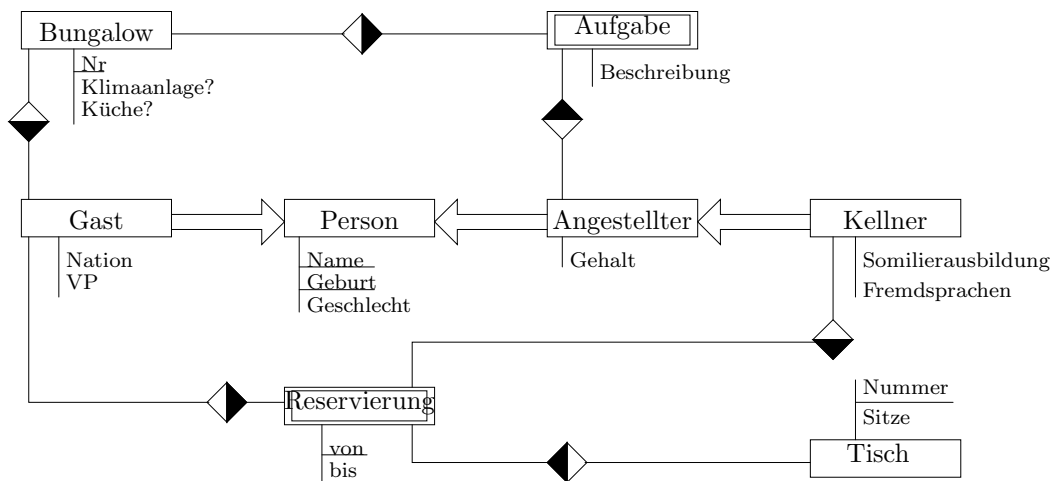 Bungalow
Aufgabe
Nr
Klimaanlage?
Küche?
Beschreibung
Gast
Person
Angestellter
Kellner
Nation
VP
Name
Geburt
Geschlecht
Gehalt
Somilierausbildung
Fremdsprachen
Reservierung
von
bis
Nummer
Sitze
Tisch